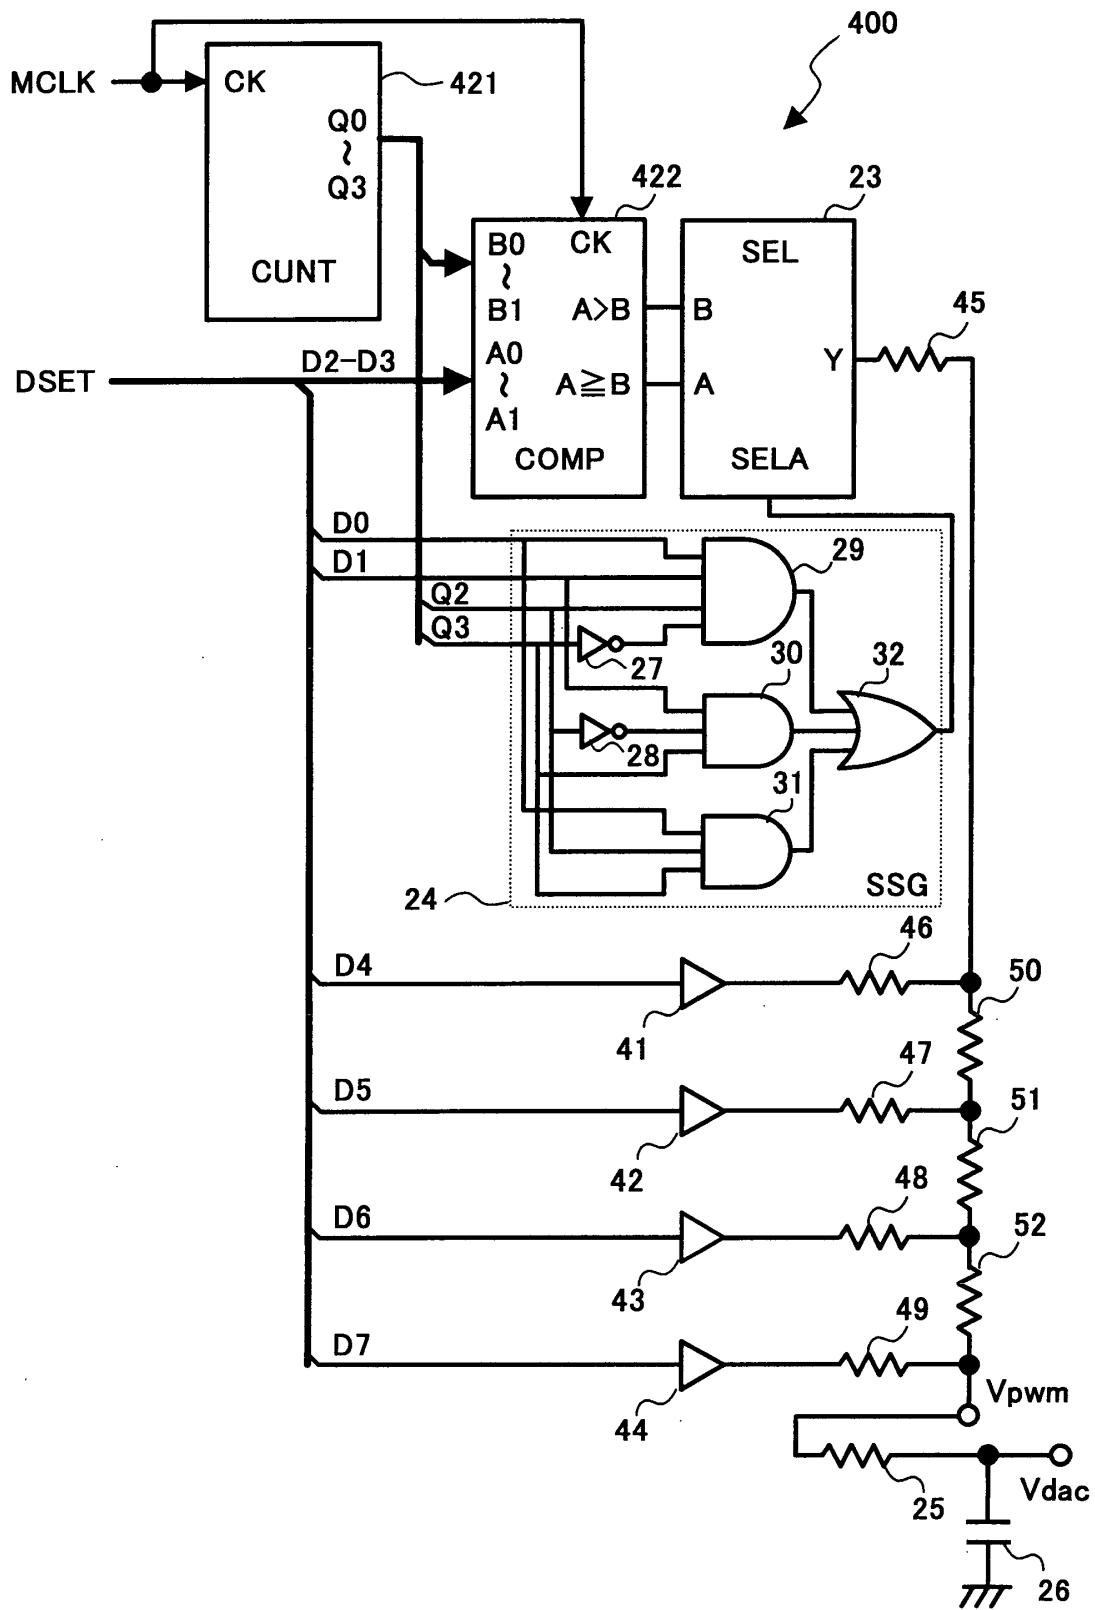 400
MCLK
CK
421
Q0
~
Q3
CUNT
422
23
B0
~
B1
CK
A>B
A0
~
A1
A≧B
COMP
SEL
B
Y
A
SELA
45
D2-D3
DSET
D0
D1
Q2
Q3
29
27
30
32
28
31
24
SSG
D4
41
46
50
D5
42
47
51
D6
43
48
52
D7
44
49
Vpwm
25
Vdac
26